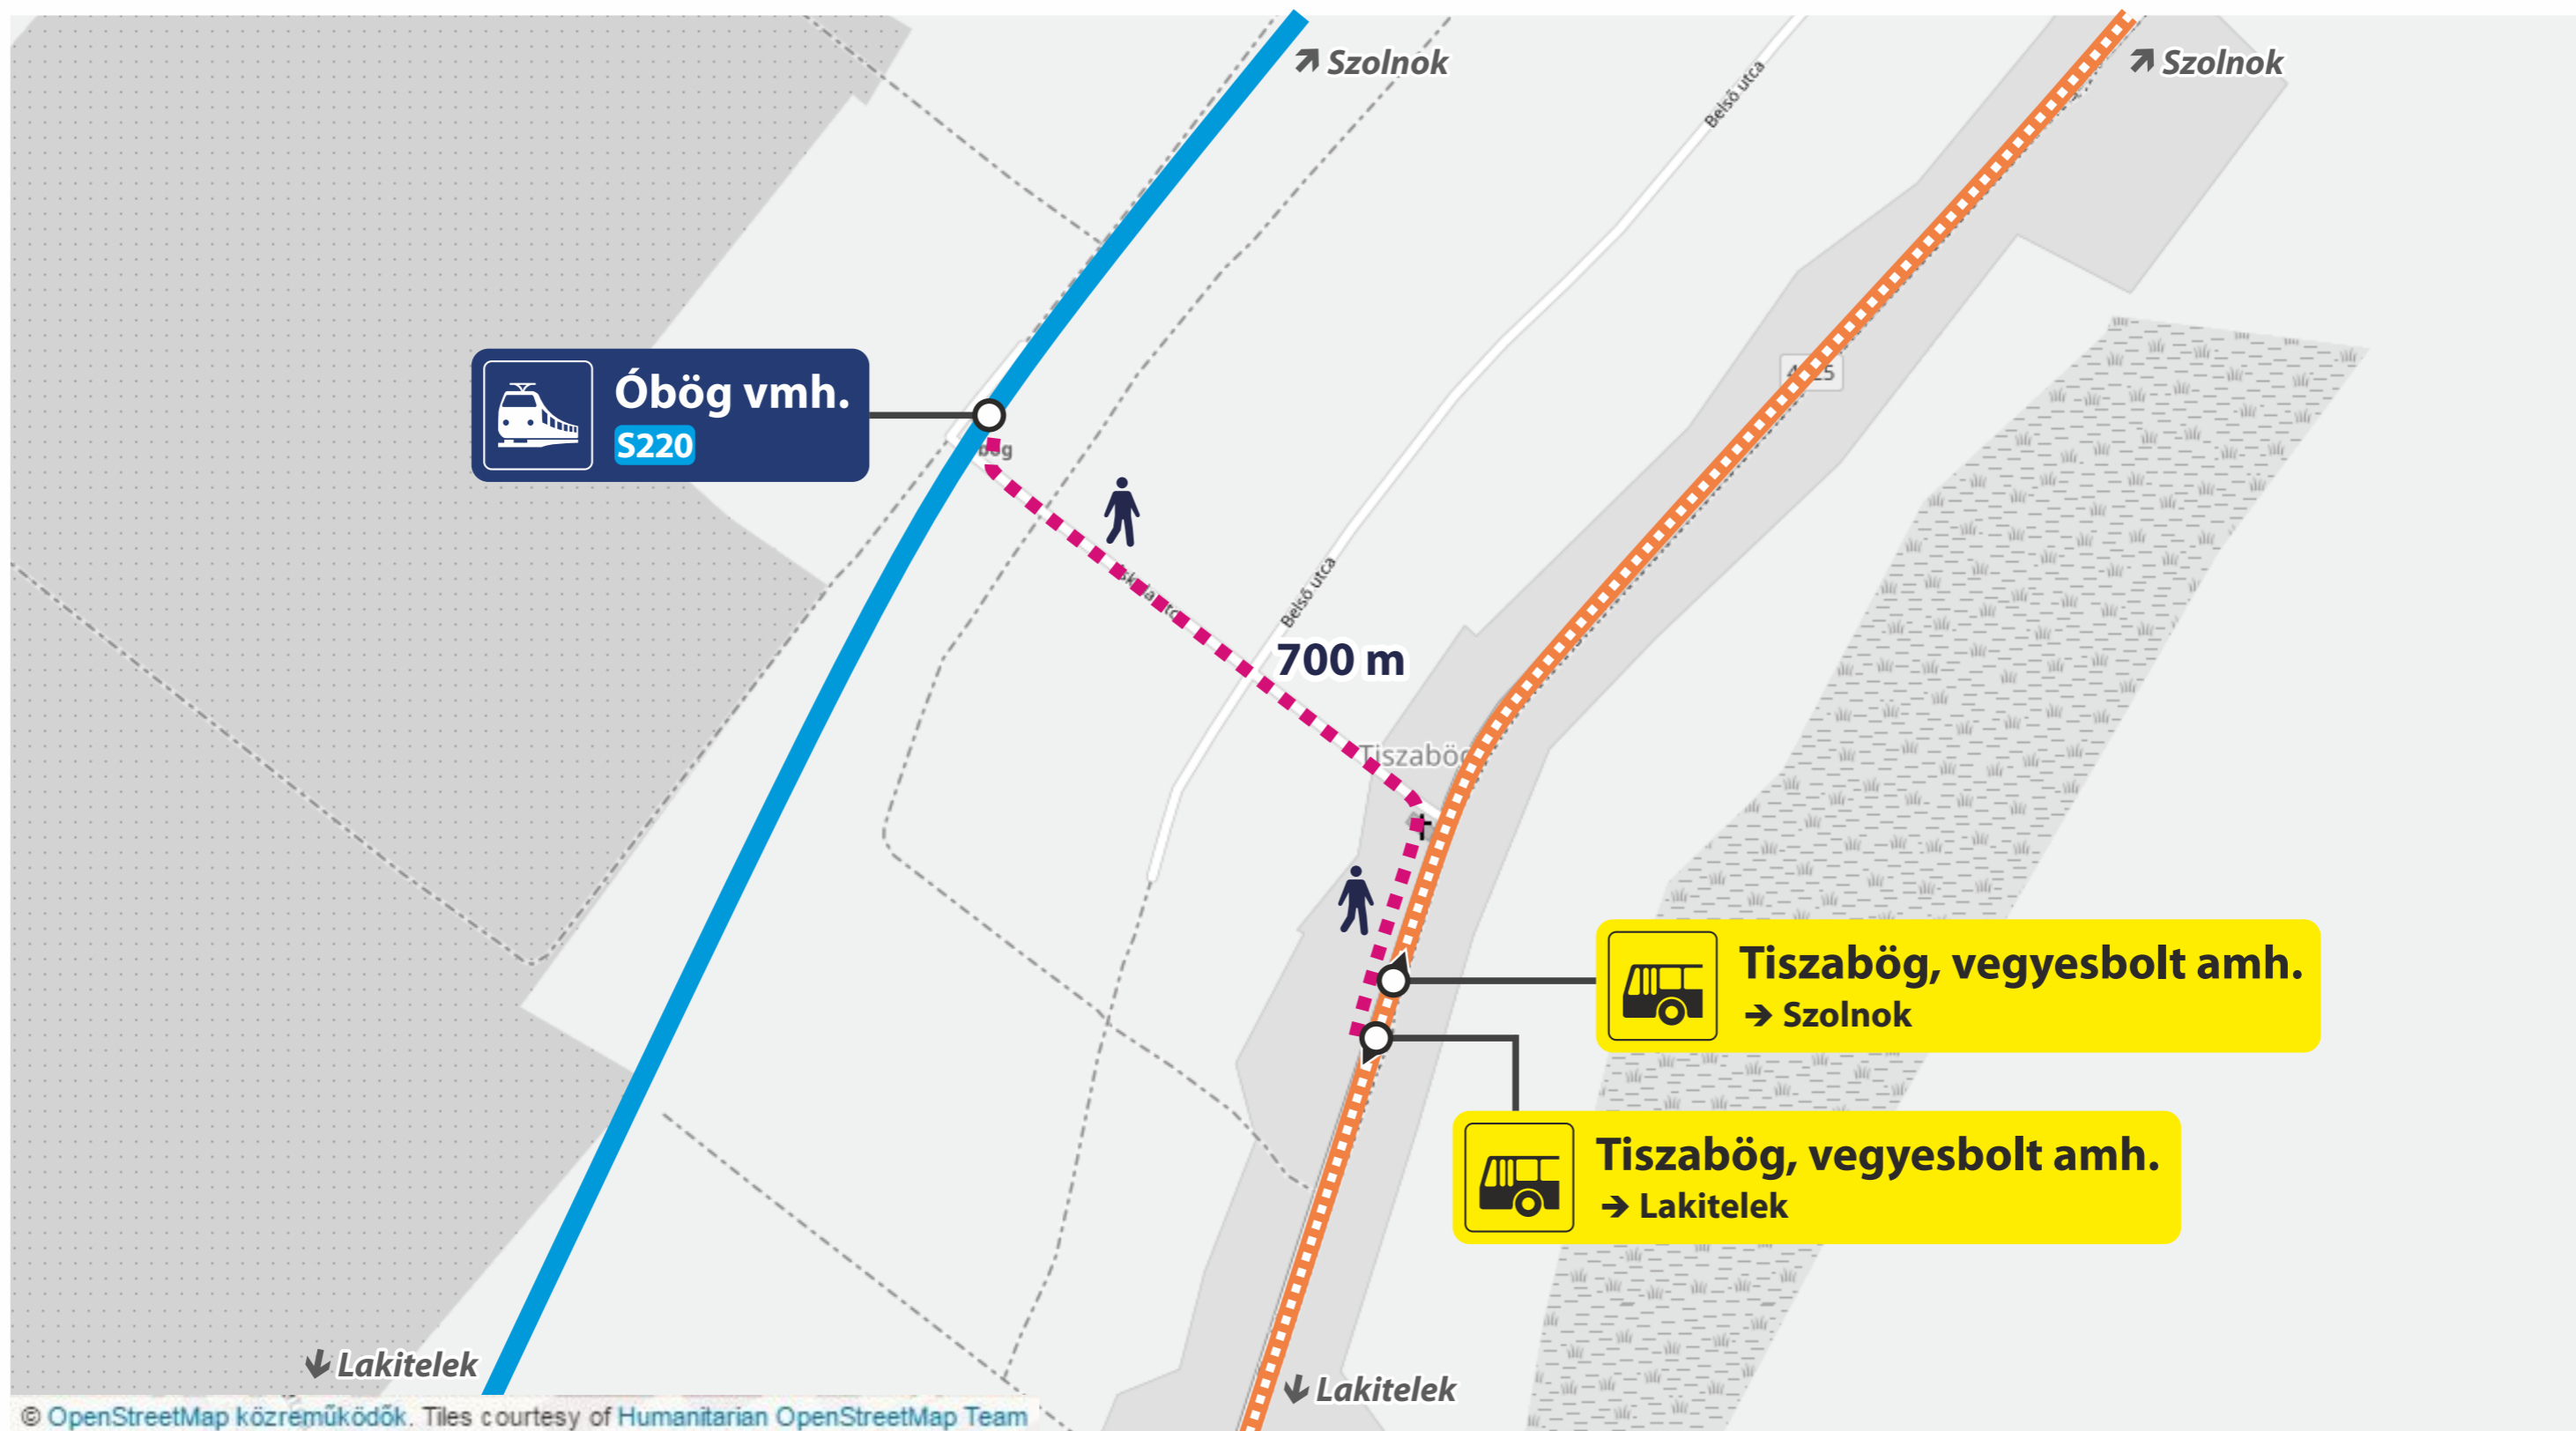 Szolnok
Szolnok
Belső utca
Óbög vmh.
S220
Belső utca
700 m
Tiszabög, vegyesbolt amh.
➔ Szolnok
Tiszabög, vegyesbolt amh.
➔ Lakitelek
Lakitelek
Lakitelek
© OpenStreetMap közreműködők. Tiles courtesy of Humanitarian OpenStreetMap Team